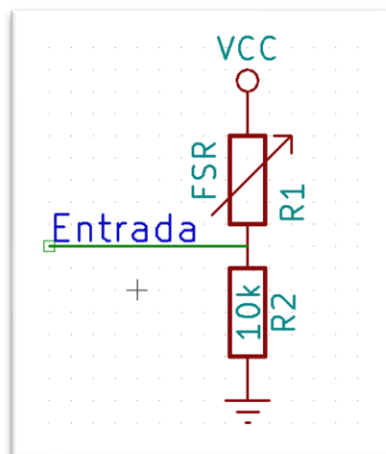 VCC
FSR
R1
Entrada
10k
R2